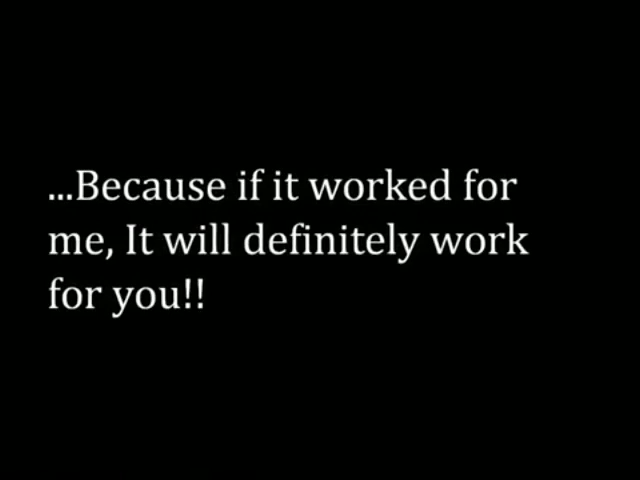 ...Because if it worked for
me, It will definitely work
for you!!